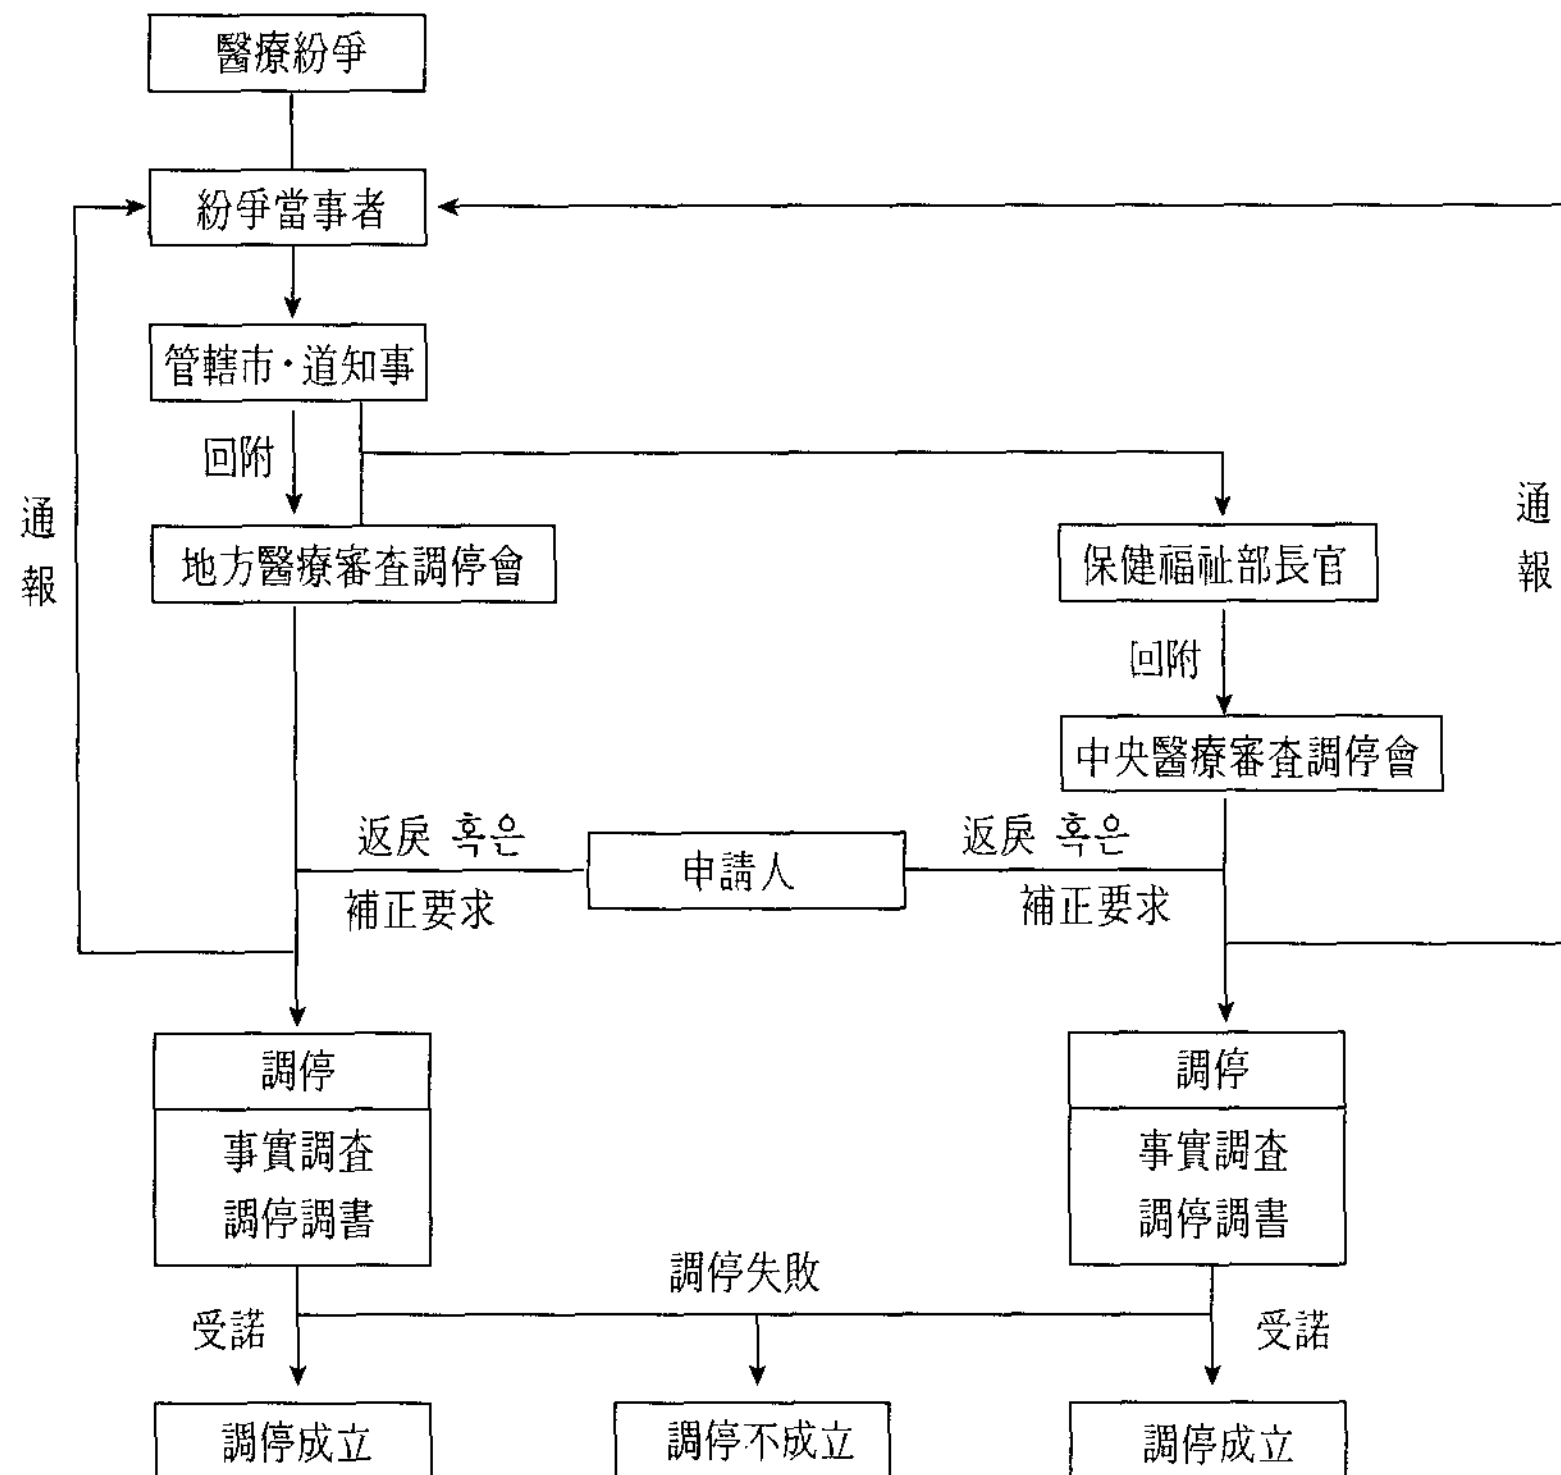 醫療紛爭
紛爭當事者
管轄市·道知事
回附
通
報
通
報
地方醫療審査調停會
保健福祉部長官
回附
中央醫療審査調停會
返戾 혹은
補正要求
申請人
返戾 혹은
補正要求
調停
事實調査
調停調書
調停
事實調査
調停調書
調停失敗
受諾
受諾
調停成立
調停不成立
調停成立